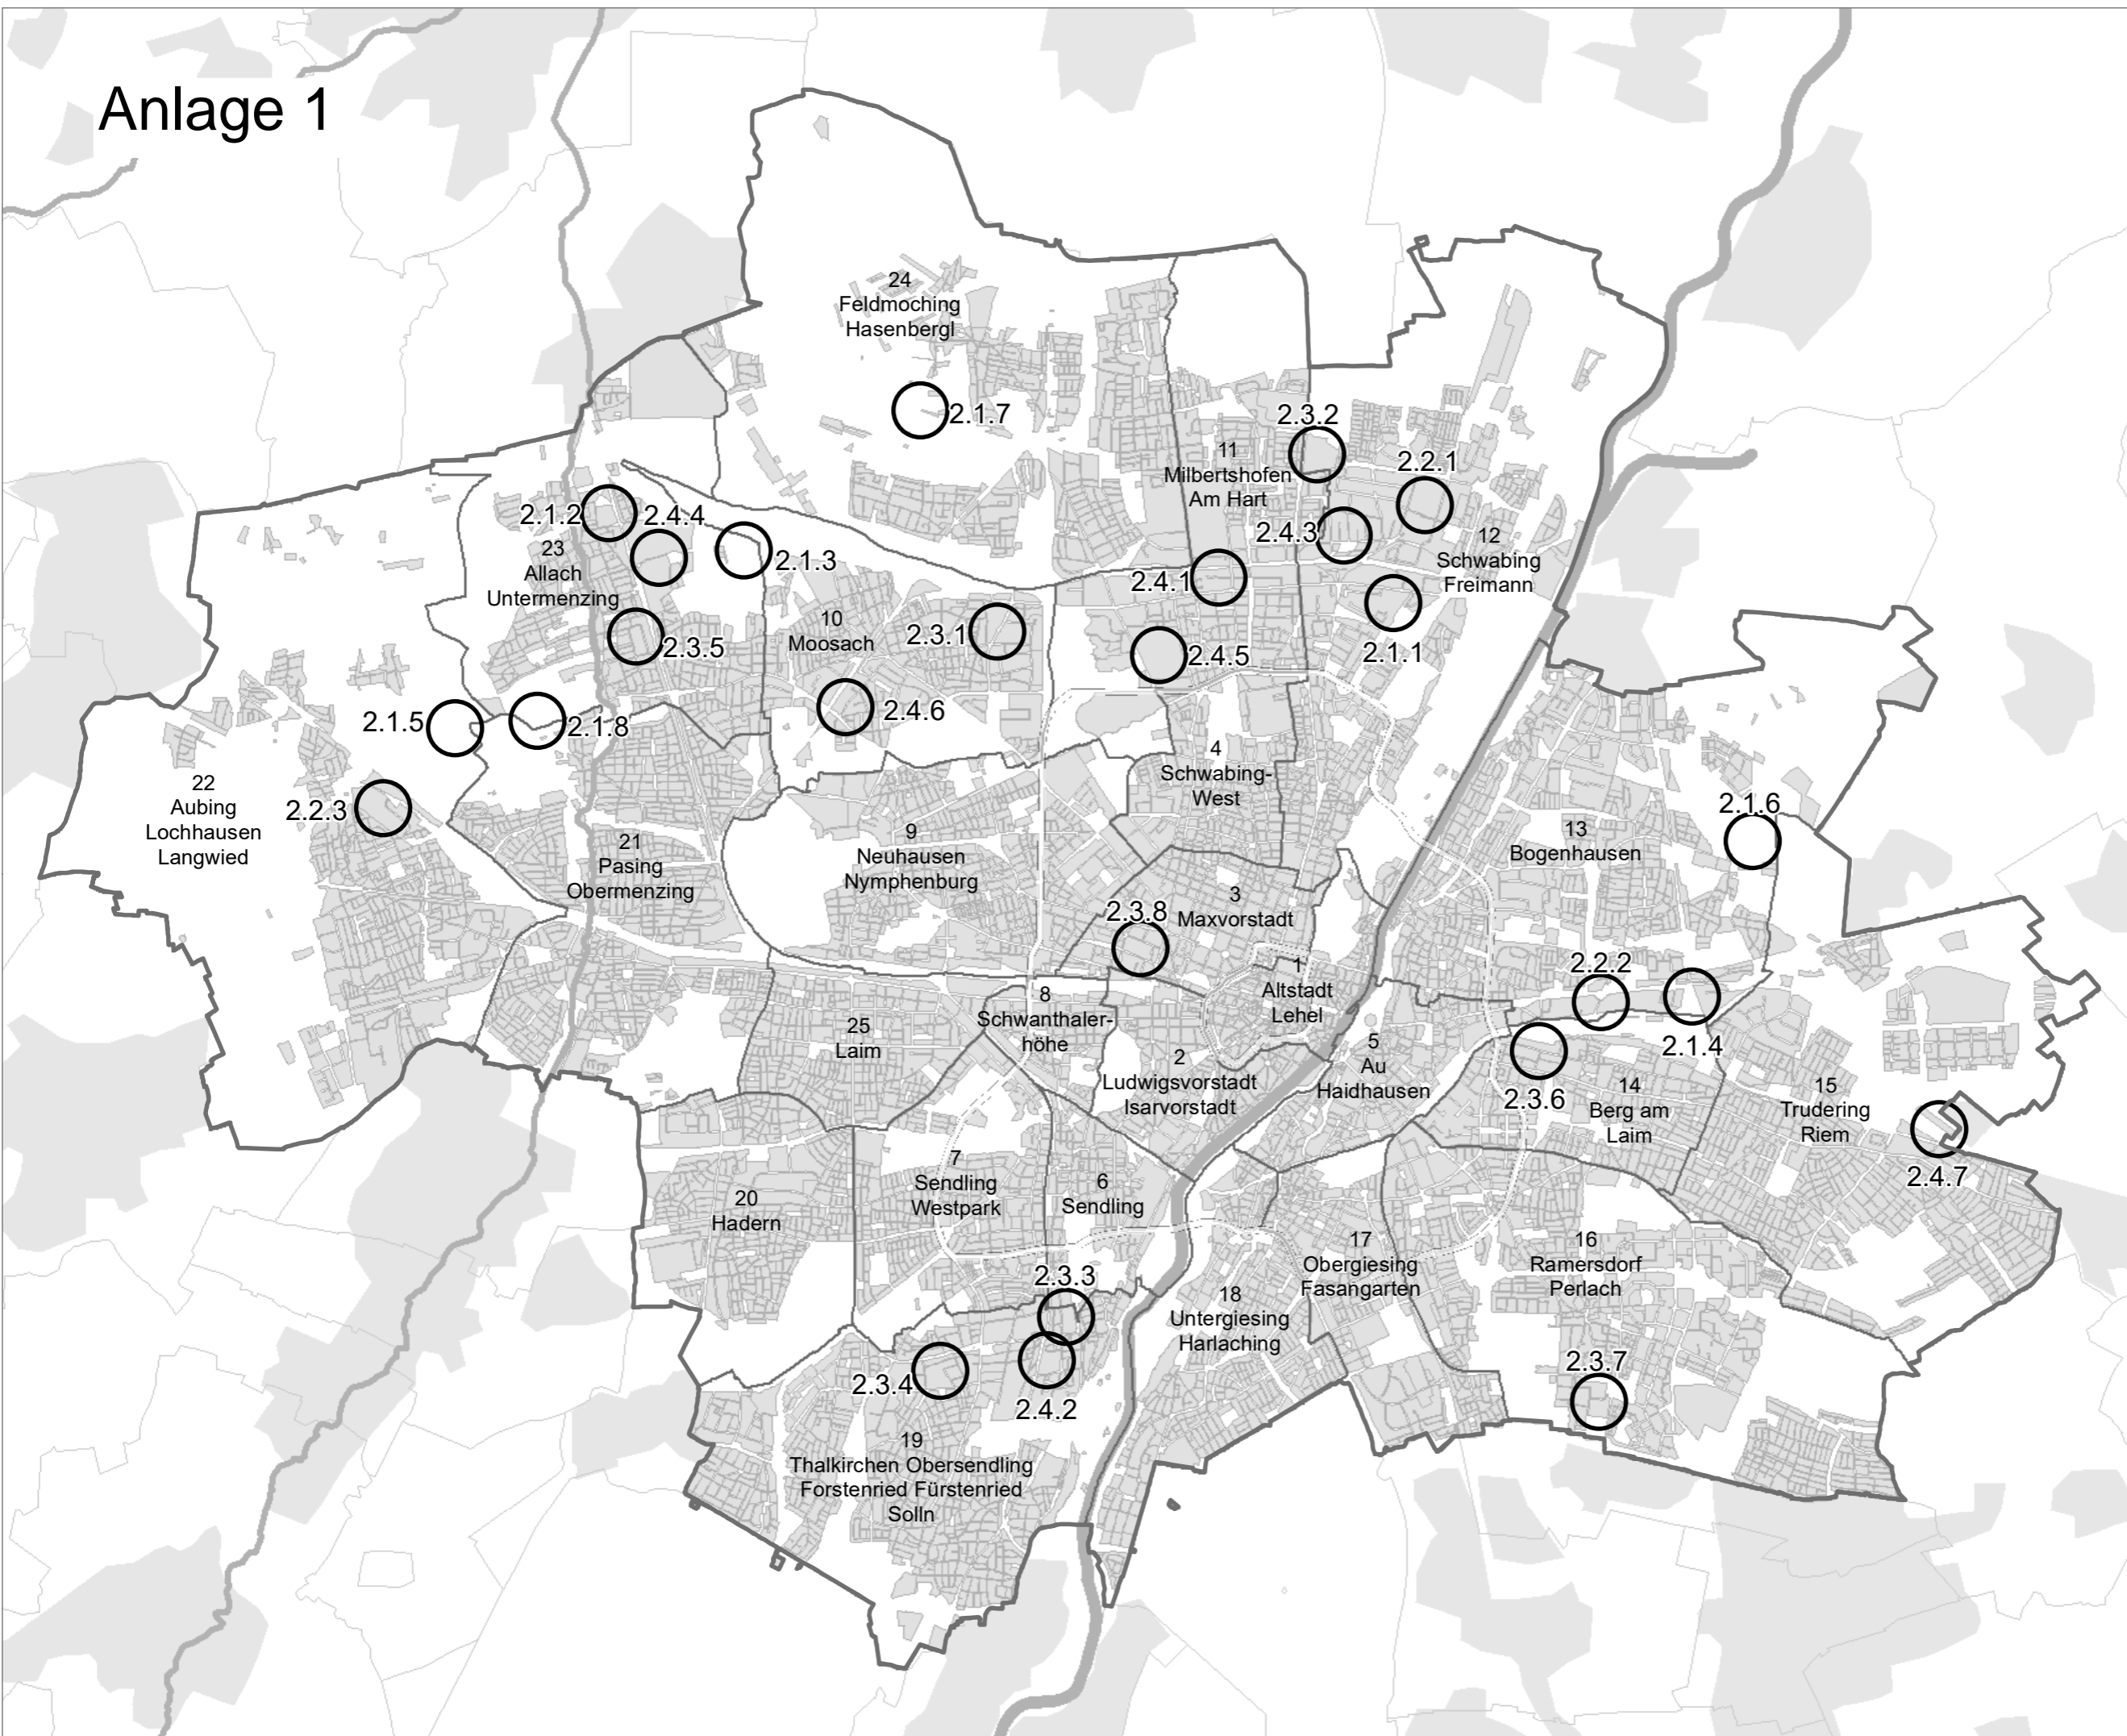 Anlage 1
24
Feldmoching
Hasenbergl
2.1.7
2.3.2
11
Milbertshofen
Am Hart
2.2.1
2.1.2
2.4.4
2.4.3
12
Schwabing
Freimann
23
Allach
Untermenzing
2.1.3
2.4.1
10
Moosach
2.3.1
2.3.5
2.4.5
2.1.1
2.1.5
2.1.8
2.4.6
4
Schwabing-
West
22
Aubing
Lochhausen
Langwied
2.2.3
21
Pasing
Obermenzing
9
Neuhausen
Nymphenburg
13
Bogenhausen
2.1.6
3
Maxvorstadt
2.3.8
1
Altstadt
Lehel
2.2.2
8
Schwanthaler-
höhe
25
Laim
2
Ludwigsvorstadt
Isarvorstadt
5
Au
Haidhausen
2.1.4
2.3.6
14
Berg am
Laim
15
Trudering
Riem
2.4.7
7
Sendling
Westpark
6
Sendling
20
Hadern
17
Obergiesing
Fasangarten
16
Ramersdorf
Perlach
2.3.3
18
Untergiesing
Harlaching
2.3.4
2.4.2
2.3.7
19
Thalkirchen Obersendling
Forstenried Fürstenried
Solln